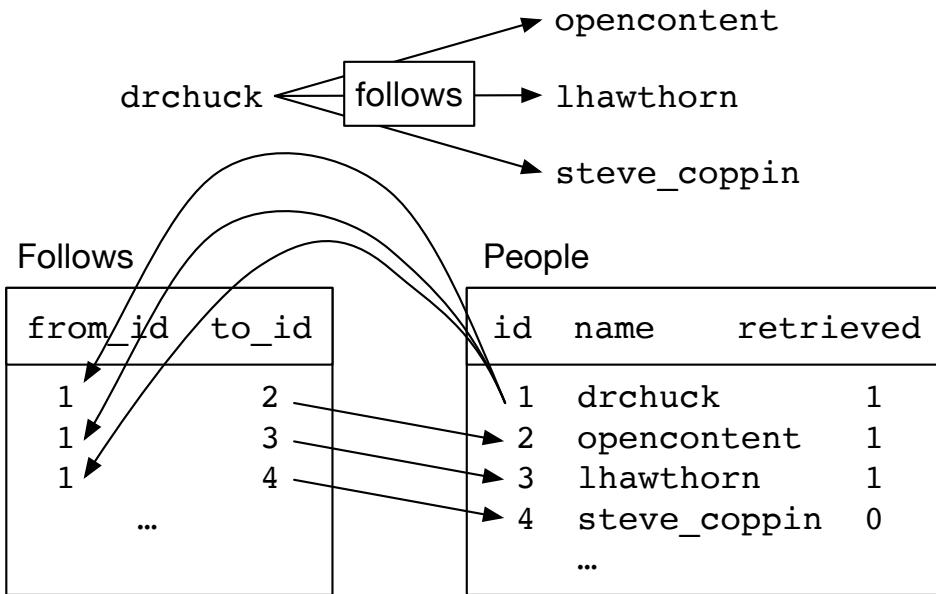 opencontent
drchuck follows lhawthorn
steve_coppin
Follows
from_id to_id
1 2
1 3
1 4
…
People
id name retrieved
1 drchuck 1
2 opencontent 1
3 lhawthorn 1
4 steve_coppin 0
…